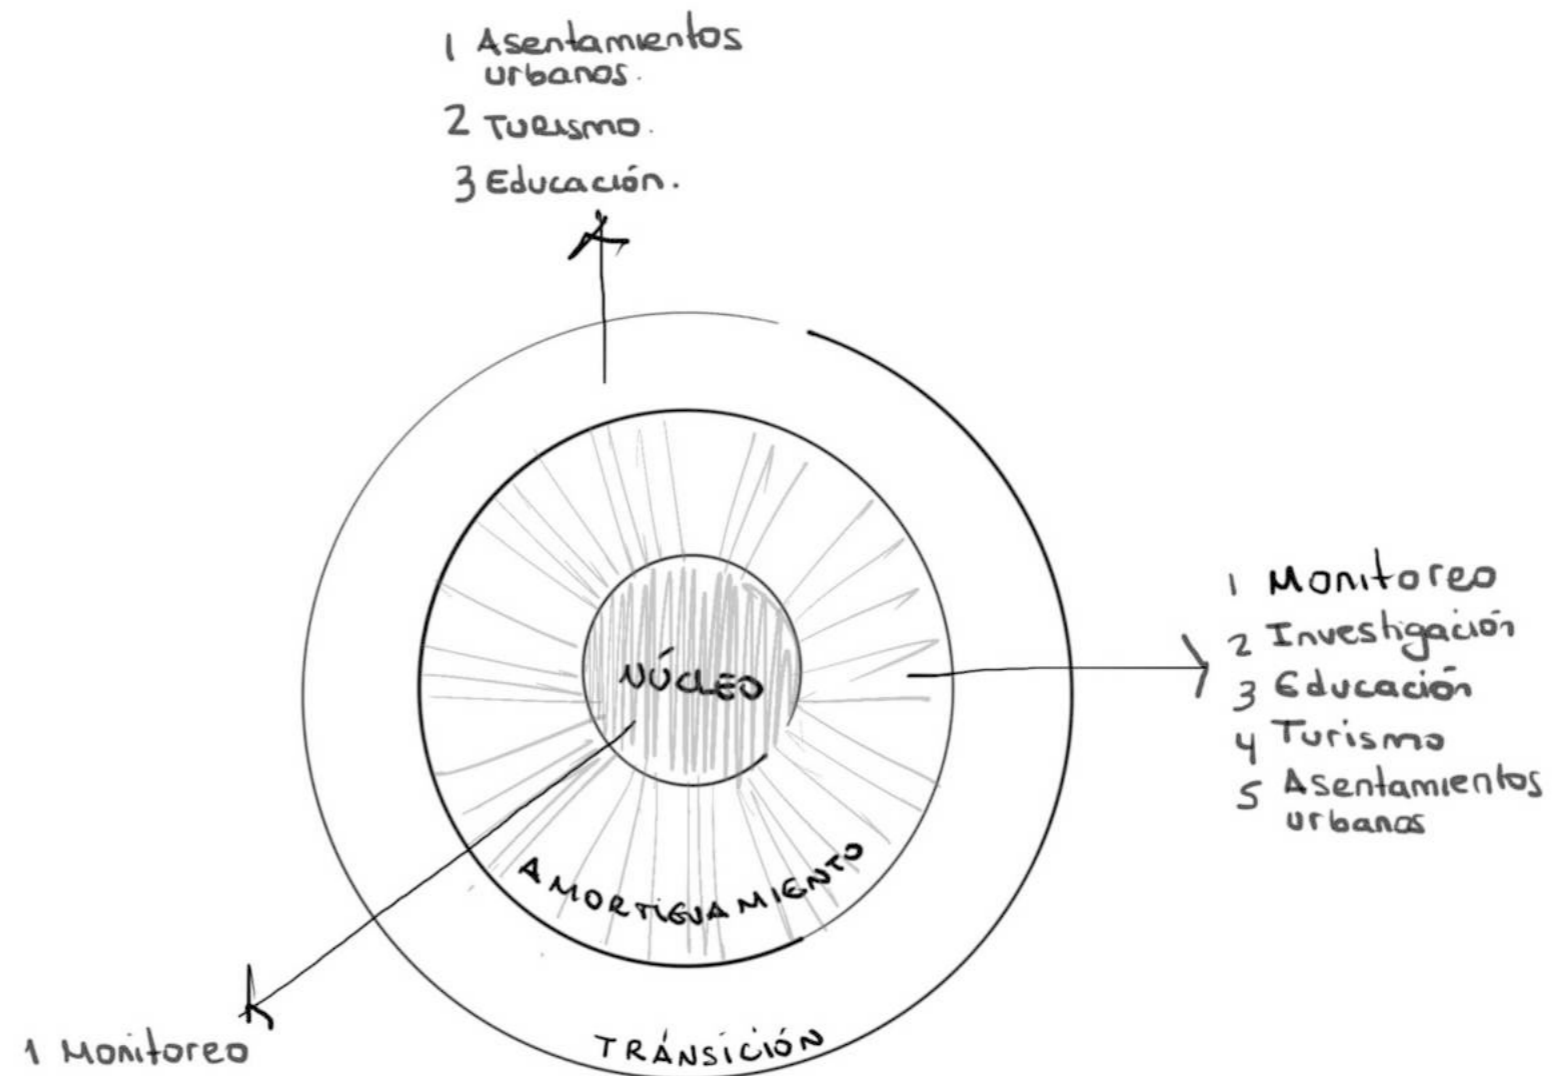 1 Asentamientos
urbanos.
2 Turismo.
3 Educación.
NÚCLEO
1 Monitoreo
2 Investigación
3 Educación
4 Turismo
5 Asentamientos
urbanos
AMORTIGUAMIENTO
TRÁNSICIÓN
1 Monitoreo